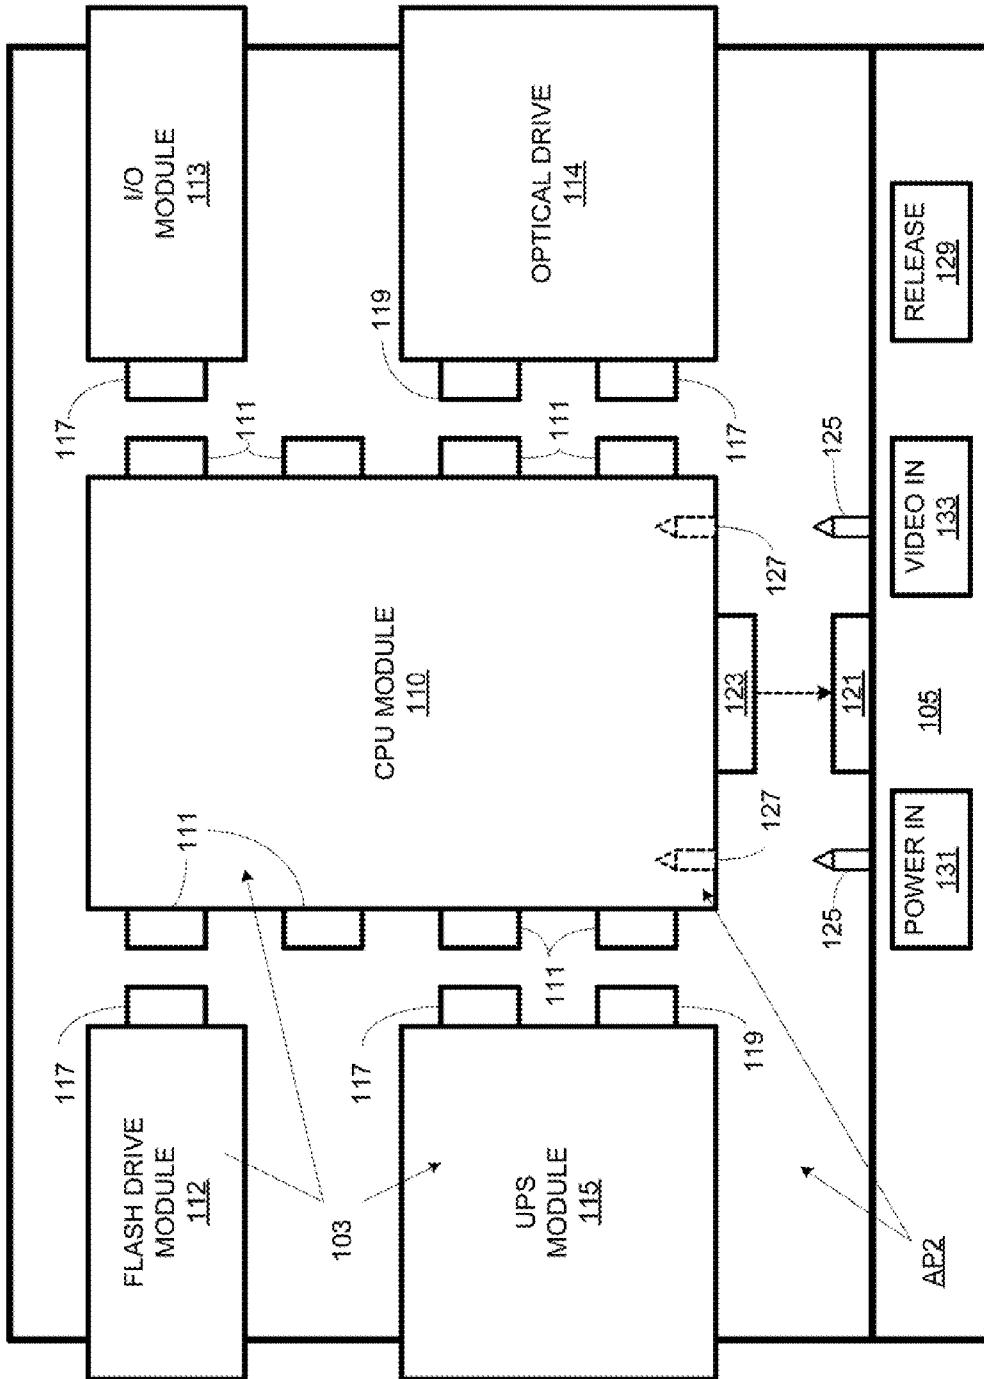 I/O
MODULE
113
OPTICAL DRIVE
114
RELEASE
129
119
117
111
111
117
125
VIDEO IN
133
127
CPU MODULE
110
123
121
105
111
127
125
POWER IN
131
111
117
117
119
FLASH DRIVE
MODULE
112
103
UPS
MODULE
115
AP2